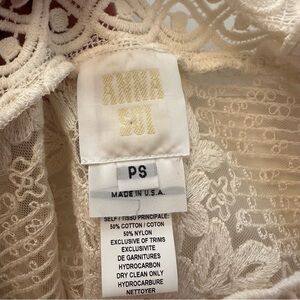 ANNA
SUI
PS
MADE IN U.S.A.
SELF / TISSU PRINCIPALE:
50% COTTON / COTON
50% NYLON
EXCLUSIVE OF TRIMS
EXCLUSIVITE
DE GARNITURES
HYDROCARBON
DRY CLEAN ONLY
HYDROCARBURE
NETTOYER